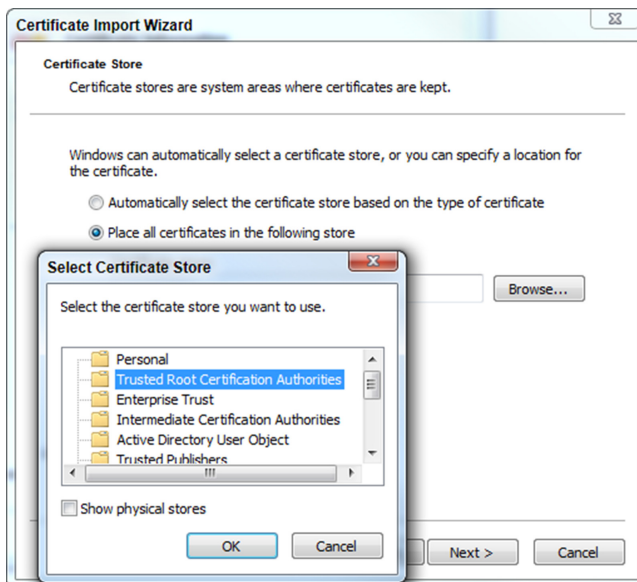 Certificate Import Wizard
Certificate Store
Certificate stores are system areas where certificates are kept.
Windows can automatically select a certificate store, or you can specify a location for
the certificate.
Automatically select the certificate store based on the type of certificate
Place all certificates in the following store
Browse...
Select Certificate Store
Select the certificate store you want to use.
Personal
Trusted Root Certification Authorities
Enterprise Trust
Intermediate Certification Authorities
Active Directory User Object
Trusted Publishers
Show physical stores
OK
Cancel
Next >
Cancel